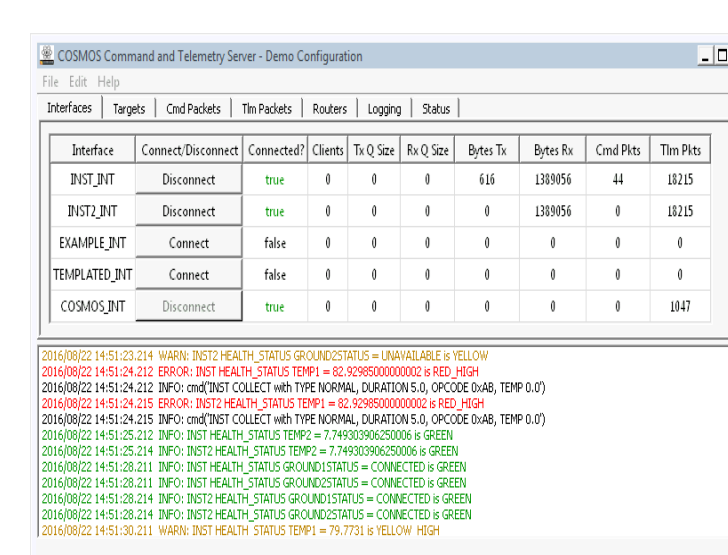 COSMOS Command and Telemetry Server - Demo Configuration
File Edit Help
Interfaces Targets Cmd Packets Tlm Packets Routers Logging Status
Interface Connect/Disconnect Connected? Clients Tx Q Size Rx Q Size Bytes Tx Bytes Rx Cmd Pkts Tlm Pkts
INST_INT Disconnect true 0 0 0 616 1389056 44 18215
INST2_INT Disconnect true 0 0 0 0 1389056 0 18215
EXAMPLE_INT Connect false 0 0 0 0 0 0 0
TEMPLATED_INT Connect false 0 0 0 0 0 0 0
COSMOS_INT Disconnect true 0 0 0 0 0 0 1047
2016/08/22 14:51:23.214 WARN: INST2 HEALTH_STATUS GROUND2STATUS = UNAVAILABLE is YELLOW
2016/08/22 14:51:24.212 ERROR: INST HEALTH_STATUS TEMP1 = 82.92985000000002 is RED_HIGH
2016/08/22 14:51:24.212 INFO: cmd('INST COLLECT with TYPE NORMAL, DURATION 5.0, OPCODE 0xAB, TEMP 0.0')
2016/08/22 14:51:24.215 ERROR: INST2 HEALTH_STATUS TEMP1 = 82.92985000000002 is RED_HIGH
2016/08/22 14:51:24.215 INFO: cmd('INST COLLECT with TYPE NORMAL, DURATION 5.0, OPCODE 0xAB, TEMP 0.0')
2016/08/22 14:51:25.212 INFO: INST HEALTH_STATUS TEMP2 = 7.749303906250006 is GREEN
2016/08/22 14:51:25.214 INFO: INST2 HEALTH_STATUS TEMP2 = 7.749303906250006 is GREEN
2016/08/22 14:51:28.211 INFO: INST HEALTH_STATUS GROUND1STATUS = CONNECTED is GREEN
2016/08/22 14:51:28.211 INFO: INST HEALTH_STATUS GROUND2STATUS = CONNECTED is GREEN
2016/08/22 14:51:28.213 INFO: INST2 HEALTH_STATUS GROUND1STATUS = CONNECTED is GREEN
2016/08/22 14:51:28.214 INFO: INST2 HEALTH_STATUS GROUND2STATUS = CONNECTED is GREEN
2016/08/22 14:51:30.211 WARN: INST HEALTH_STATUS TEMP1 = 79.7731 is YELLOW_HIGH